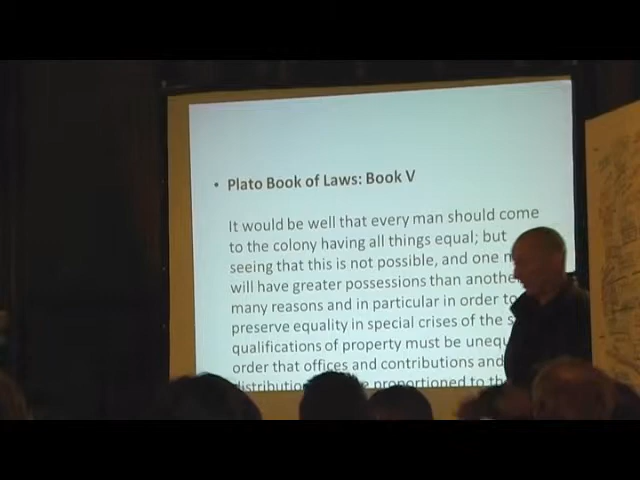 • Plato Book of Laws: Book V
It would be well that every man should come
to the colony having all things equal; but
seeing that this is not possible, and one
will have greater possessions than
many reasons and in particular in order to
preserve equality in special crises of the
qualifications of property must be
order that offices and contributions and
proportioned to